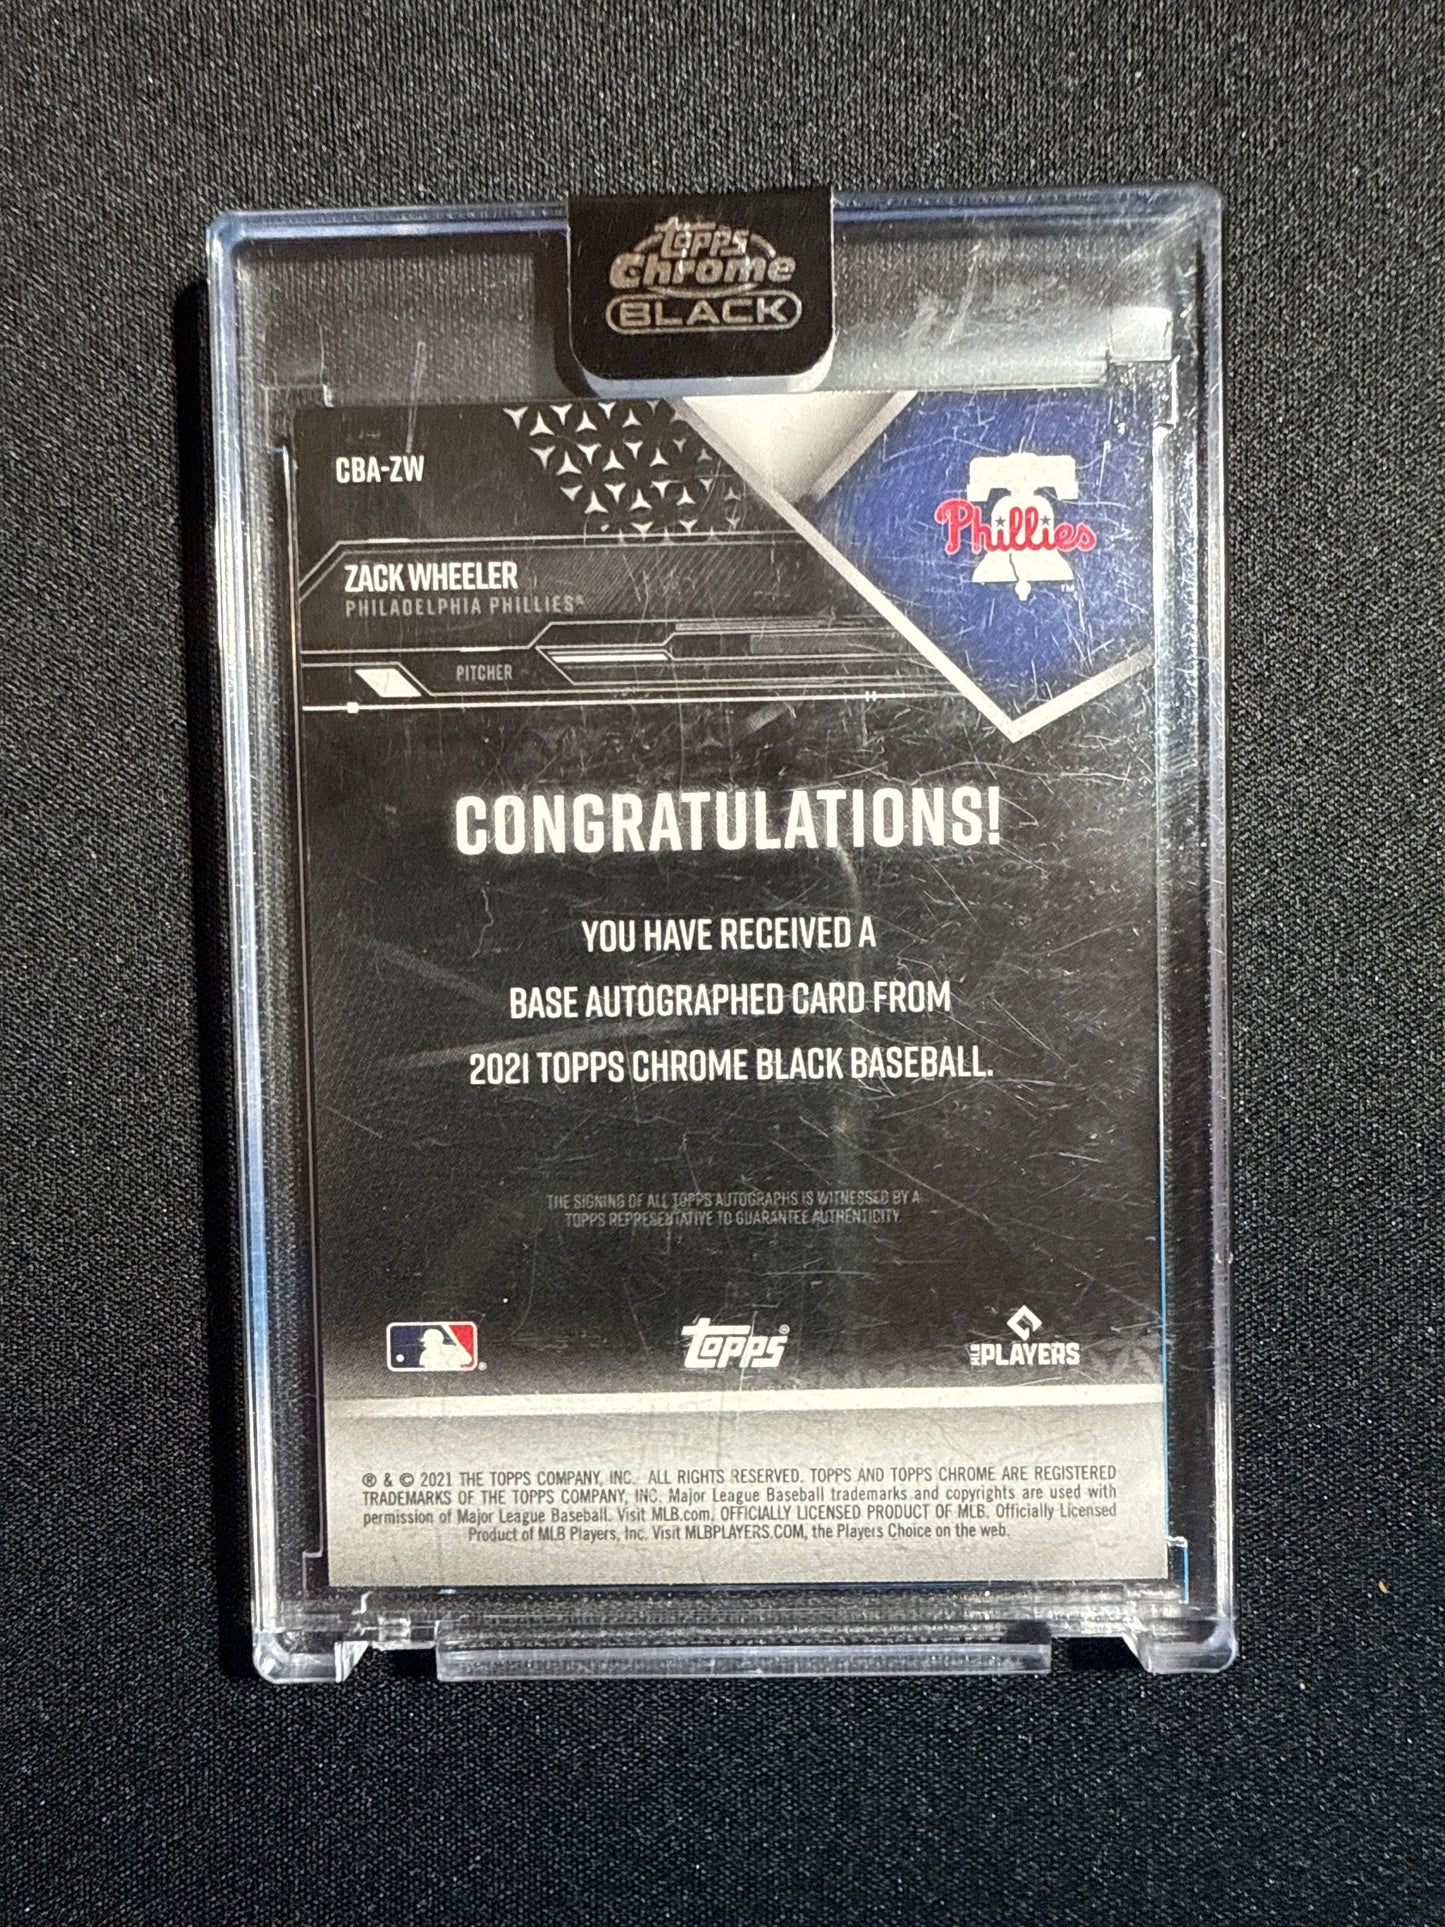 Topps
Chrome
BLACK
CBA-ZW
Phillies
TM
ZACK WHEELER
PHILADELPHIA PHILLIES®
PITCHER
CONGRATULATIONS!
YOU HAVE RECEIVED A
BASE AUTOGRAPHED CARD FROM
2021 TOPPS CHROME BLACK BASEBALL.
THE SIGNING OF ALL TOPPS AUTOGRAPHS IS WITNESSED BY A
TOPPS REPRESENTATIVE TO GUARANTEE AUTHENTICITY.
Topps®
MLB PLAYERS
® & © 2021 THE TOPPS COMPANY, INC. ALL RIGHTS RESERVED. TOPPS AND TOPPS CHROME ARE REGISTERED
TRADEMARKS OF THE TOPPS COMPANY, INC. Major League Baseball trademarks and copyrights are used with
permission of Major League Baseball. Visit MLB.com. OFFICIALLY LICENSED PRODUCT OF MLB. Officially Licensed
Product of MLB Players, Inc. Visit MLBPLAYERS.COM, the Players Choice on the web.